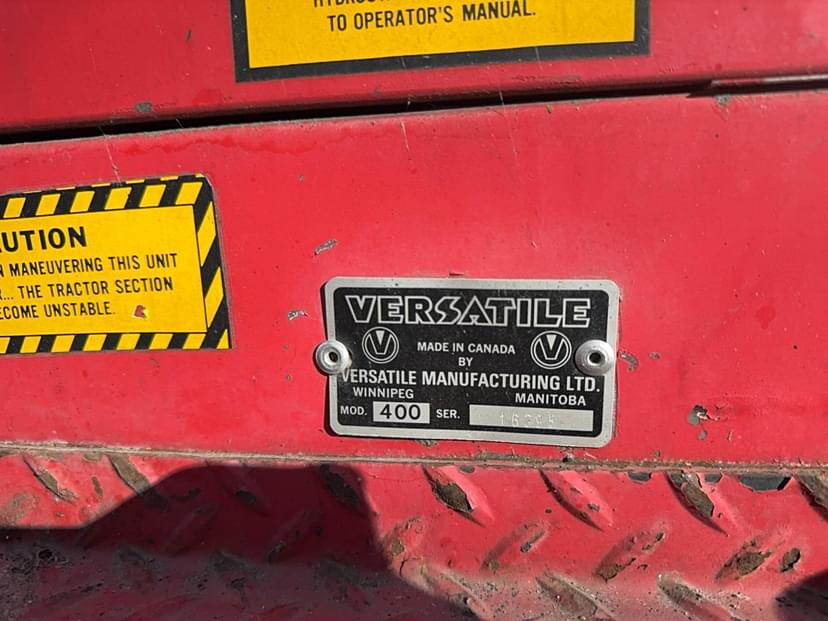 TO OPERATOR'S MANUAL.
UTION
MANEUVERING THIS UNIT
... THE TRACTOR SECTION
ECOME UNSTABLE.
VERSATILE
MADE IN CANADA
BY
VERSATILE MANUFACTURING LTD.
WINNIPEG MANITOBA
MOD. 400 SER.